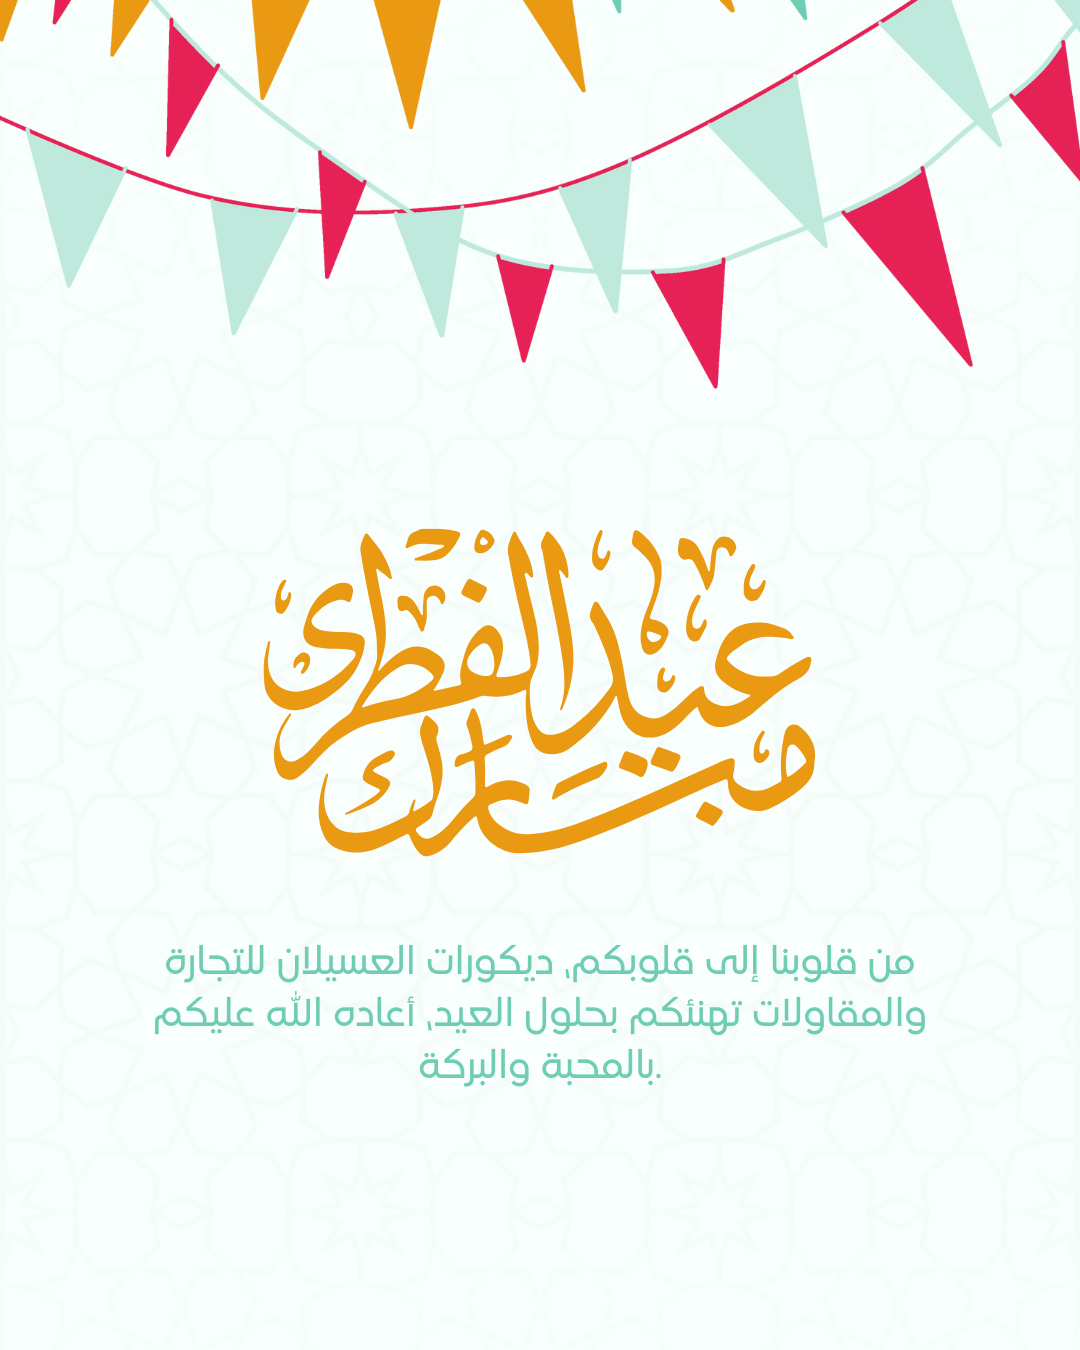 عيد الفطر
مبارك
من قلوبنا إلى قلوبكم، ديكورات العسيلان للتجارة
والمقاولات تهنئكم بحلول العيد، أعاده الله عليكم
بالمحبة والبركة.